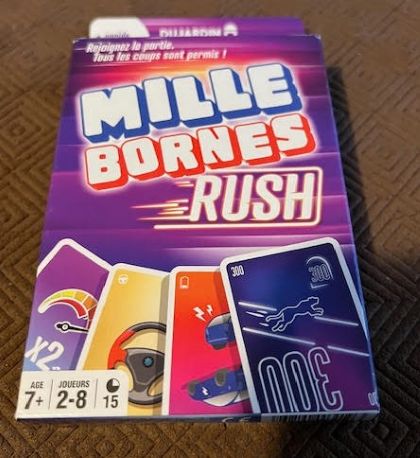 DUJARDIN
Rejoignez la partie.
Tous les coups sont permis !
MILLE
BORNES
RUSH
300
300
X2
300
AGE JOUEURS
7+ 2-8 15